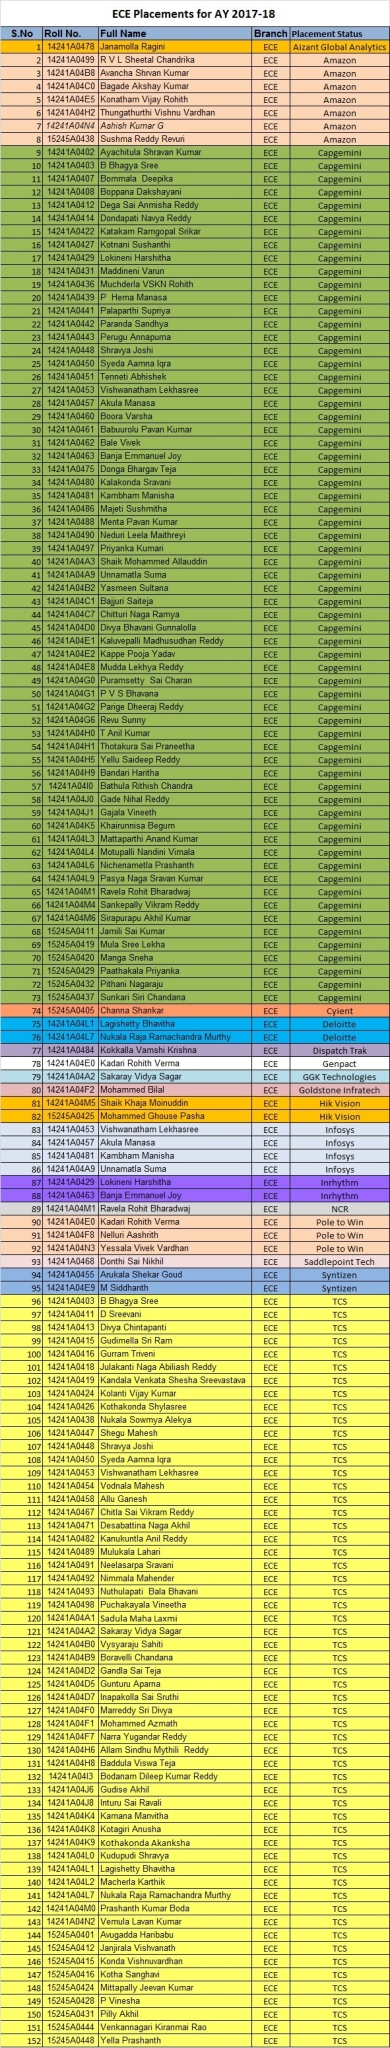 ECE Placements for AY 2017-18
S.No Roll No. Full Name Branch Placement Status
1 14241A0478 Janamolla Ragini ECE Aizant Global Analytics
2 14241A0499 R V L Sheetal Chandrika ECE Amazon
3 14241A04B8 Avancha Shrvan Kumar ECE Amazon
4 14241A04C0 Bagade Akshay Kumar ECE Amazon
5 14241A04E5 Konatham Vijay Rohith ECE Amazon
6 14241A04H2 Thungathurthi Vishnu Vardhan ECE Amazon
7 14241A04N4 Ashish Kumar G ECE Amazon
8 15245A0438 Sushma Reddy Revuri ECE Amazon
9 14241A0402 Ayachitula Shravan Kumar ECE Capgemini
10 14241A0403 B Bhagya Sree ECE Capgemini
11 14241A0407 Bommala Deepika ECE Capgemini
12 14241A0408 Boppana Dakshayani ECE Capgemini
13 14241A0412 Dega Sai Anmisha Reddy ECE Capgemini
14 14241A0414 Dondapati Navya Reddy ECE Capgemini
15 14241A0422 Katakam Ramgopal Srikar ECE Capgemini
16 14241A0427 Kotnani Sushanthi ECE Capgemini
17 14241A0429 Lokineni Harshitha ECE Capgemini
18 14241A0431 Maddineni Varun ECE Capgemini
19 14241A0436 Mucherla VSKN Rohith ECE Capgemini
20 14241A0439 P Hema Manasa ECE Capgemini
21 14241A0441 Palaparthi Supriya ECE Capgemini
22 14241A0442 Paranda Sandhya ECE Capgemini
23 14241A0443 Perugu Annapurna ECE Capgemini
24 14241A0448 Shravya Joshi ECE Capgemini
25 14241A0450 Syeda Aamna Iqra ECE Capgemini
26 14241A0451 Tenneti Abhishek ECE Capgemini
27 14241A0453 Vishwanatham Lekhasree ECE Capgemini
28 14241A0457 Akula Manasa ECE Capgemini
29 14241A0460 Boora Varsha ECE Capgemini
30 14241A0461 Babuurolu Pavan Kumar ECE Capgemini
31 14241A0462 Bale Vivek ECE Capgemini
32 14241A0463 Banja Emmanuel Joy ECE Capgemini
33 14241A0475 Donga Bhargav Teja ECE Capgemini
34 14241A0480 Kalakonda Sravani ECE Capgemini
35 14241A0481 Kambham Manisha ECE Capgemini
36 14241A0486 Majeti Sushmitha ECE Capgemini
37 14241A0488 Menta Pavan Kumar ECE Capgemini
38 14241A0490 Neduri Leela Maithreyi ECE Capgemini
39 14241A0497 Priyanka Kumari ECE Capgemini
40 14241A04A3 Shaik Mohammed Allauddin ECE Capgemini
41 14241A04A9 Unnamatla Suma ECE Capgemini
42 14241A04B2 Yasmeen Sultana ECE Capgemini
43 14241A04C1 Bajjuri Saiteja ECE Capgemini
44 14241A04C7 Chitturi Naga Ramya ECE Capgemini
45 14241A04D0 Divya Bhavani Gunnalolla ECE Capgemini
46 14241A04E1 Kaluvepalli Madhusudhan Reddy ECE Capgemini
47 14241A04E2 Kappe Pooja Yadav ECE Capgemini
48 14241A04E8 Mudda Lekhya Reddy ECE Capgemini
49 14241A04G0 Puramsetty Sai Charan ECE Capgemini
50 14241A04G1 P V S Bhavana ECE Capgemini
51 14241A04G2 Parige Dheeraj Reddy ECE Capgemini
52 14241A04G6 Revu Sunny ECE Capgemini
53 14241A04H0 T Anil Kumar ECE Capgemini
54 14241A04H1 Thotakura Sai Praneetha ECE Capgemini
55 14241A04H5 Yellu Saideep Reddy ECE Capgemini
56 14241A04H9 Bandari Haritha ECE Capgemini
57 14241A04I0 Bathula Rithish Chandra ECE Capgemini
58 14241A04J0 Gade Nihal Reddy ECE Capgemini
59 14241A04J1 Gajala Vineeth ECE Capgemini
60 14241A04K5 Khairunnisa Begum ECE Capgemini
61 14241A04L3 Mattaparthi Anand Kumar ECE Capgemini
62 14241A04L4 Motupalli Nandini Vimala ECE Capgemini
63 14241A04L6 Nichenametla Prashanth ECE Capgemini
64 14241A04L9 Pasya Naga Sravan Kumar ECE Capgemini
65 14241A04M1 Ravela Rohit Bharadwaj ECE Capgemini
66 14241A04M4 Sankepally Vikram Reddy ECE Capgemini
67 14241A04M6 Sirapurapu Akhil Kumar ECE Capgemini
68 15245A0411 Jamili Sai Kumar ECE Capgemini
69 15245A0419 Mula Sree Lekha ECE Capgemini
70 15245A0420 Manga Sneha ECE Capgemini
71 15245A0429 Paathakala Priyanka ECE Capgemini
72 15245A0432 Pithani Nagaraju ECE Capgemini
73 15245A0437 Sunkari Siri Chandana ECE Capgemini
74 15245A0405 Channa Shankar ECE Cyient
75 14241A04L1 Lagishetty Bhavitha ECE Deloitte
76 14241A04L7 Nukala Raja Ramachandra Murthy ECE Deloitte
77 14241A0484 Kokkalla Vamshi Krishna ECE Dispatch Trak
78 14241A04E0 Kadari Rohith Verma ECE Genpact
79 14241A04A2 Sakaray Vidya Sagar ECE GGK Technologies
80 14241A04F2 Mohammed Bilal ECE Goldstone Infratech
81 14241A04M5 Shaik Khaja Moinuddin ECE Hik Vision
82 15245A0425 Mohammed Ghouse Pasha ECE Hik Vision
83 14241A0453 Vishwanatham Lekhasree ECE Infosys
84 14241A0457 Akula Manasa ECE Infosys
85 14241A0481 Kambham Manisha ECE Infosys
86 14241A04A9 Unnamatla Suma ECE Infosys
87 14241A0429 Lokineni Harshitha ECE Inrhythm
88 14241A0463 Banja Emmanuel Joy ECE Inrhythm
89 14241A04M1 Ravela Rohit Bharadwaj ECE NCR
90 14241A04E0 Kadari Rohith Verma ECE Pole to Win
91 14241A04F8 Nelluri Aashrith ECE Pole to Win
92 14241A04N3 Yessala Vivek Vardhan ECE Pole to Win
93 14241A0468 Donthi Sai Nikhil ECE Saddlepoint Tech
94 14241A0455 Arukala Shekar Goud ECE Syntizen
95 14241A04E9 M Siddhanth ECE Syntizen
96 14241A0403 B Bhagya Sree ECE TCS
97 14241A0411 D Sreevani ECE TCS
98 14241A0413 Divya Chintapanti ECE TCS
99 14241A0415 Gudimella Sri Ram ECE TCS
100 14241A0416 Gurram Triveni ECE TCS
101 14241A0418 Julakanti Naga Abiliash Reddy ECE TCS
102 14241A0419 Kandala Venkata Shesha Sreevastava ECE TCS
103 14241A0424 Kolanti Vijay Kumar ECE TCS
104 14241A0426 Kothakonda Shylasree ECE TCS
105 14241A0438 Nukala Sowmya Alekya ECE TCS
106 14241A0447 Shegu Mahesh ECE TCS
107 14241A0448 Shravya Joshi ECE TCS
108 14241A0450 Syeda Aamna Iqra ECE TCS
109 14241A0453 Vishwanatham Lekhasree ECE TCS
110 14241A0454 Vodnala Mahesh ECE TCS
111 14241A0458 Allu Ganesh ECE TCS
112 14241A0467 Chitla Sai Vikram Reddy ECE TCS
113 14241A0471 Desabattina Naga Akhil ECE TCS
114 14241A0482 Kanukuntla Anil Reddy ECE TCS
115 14241A0489 Mulukala Lahari ECE TCS
116 14241A0491 Neelasarpa Sravani ECE TCS
117 14241A0492 Nimmala Mahender ECE TCS
118 14241A0493 Nuthulapati Bala Bhavani ECE TCS
119 14241A0498 Puchakayala Vineetha ECE TCS
120 14241A04A1 Sadula Maha Laxmi ECE TCS
121 14241A04A2 Sakaray Vidya Sagar ECE TCS
122 14241A04B0 Vysyaraju Sahiti ECE TCS
123 14241A04B9 Boravelli Chandana ECE TCS
124 14241A04D2 Gandla Sai Teja ECE TCS
125 14241A04D5 Gunturu Aparna ECE TCS
126 14241A04D7 Inapakolla Sai Sruthi ECE TCS
127 14241A04F0 Marreddy Sri Divya ECE TCS
128 14241A04F1 Mohammed Azmath ECE TCS
129 14241A04F7 Narra Yugandar Reddy ECE TCS
130 14241A04H6 Allam Sindhu Mythili Reddy ECE TCS
131 14241A04H8 Baddula Viswa Teja ECE TCS
132 14241A04I3 Bodanam Dileep Kumar Reddy ECE TCS
133 14241A04J6 Gudise Akhil ECE TCS
134 14241A04J8 Inturu Sai Ravali ECE TCS
135 14241A04K4 Kamana Manvitha ECE TCS
136 14241A04K8 Kotagiri Anusha ECE TCS
137 14241A04K9 Kothakonda Akanksha ECE TCS
138 14241A04L0 Kudupudi Shravya ECE TCS
139 14241A04L1 Lagishetty Bhavitha ECE TCS
140 14241A04L2 Macherla Karthik ECE TCS
141 14241A04L7 Nukala Raja Ramachandra Murthy ECE TCS
142 14241A04M0 Prashanth Kumar Boda ECE TCS
143 14241A04N2 Vemula Lavan Kumar ECE TCS
144 15245A0401 Avugadda Haribabu ECE TCS
145 15245A0412 Janjirala Vishvanath ECE TCS
146 15245A0415 Konda Vishnuvardhan ECE TCS
147 15245A0416 Kotha Sanghavi ECE TCS
148 15245A0424 Mittapally Jeevan Kumar ECE TCS
149 15245A0428 P Vinesha ECE TCS
150 15245A0431 Pilly Akhil ECE TCS
151 15245A0444 Venkannagari Kiranmai Rao ECE TCS
152 15245A0448 Yella Prashanth ECE TCS